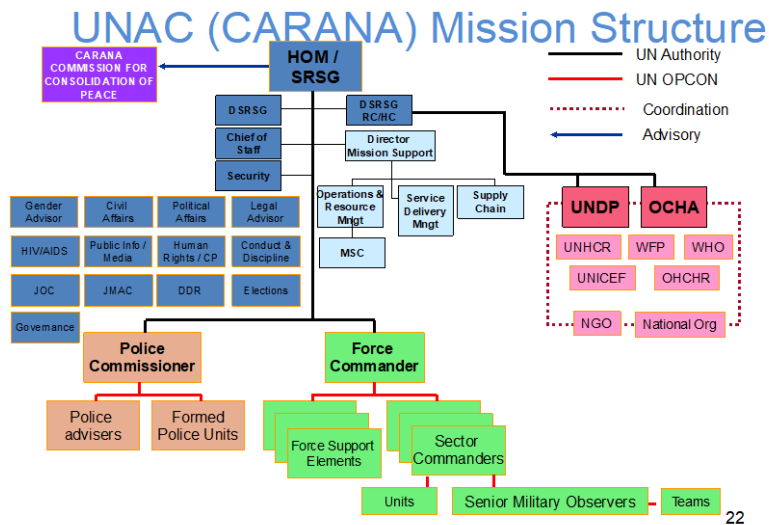 UNAC (CARANA) Mission Structure
CARANA
COMMISSION FOR
CONSOLIDATION OF
PEACE
HOM /
SRSG
UN Authority
UN OPCON
Coordination
Advisory
DSRSG
DSRSG
RC/HC
Chief of
Staff
Director
Mission Support
Security
Operations &
Resource
Mngt
Service
Delivery
Mngt
Supply
Chain
MSC
UNDP
OCHA
UNHCR
WFP
WHO
UNICEF
OHCHR
NGO
National Org
Gender
Advisor
Civil
Affairs
Political
Affairs
Legal
Advisor
HIV/AIDS
Public Info /
Media
Human
Rights / CP
Conduct &
Discipline
JOC
JMAC
DDR
Elections
Governance
Police
Commissioner
Force
Commander
Police
advisers
Formed
Police Units
Force Support
Elements
Sector
Commanders
Units
Senior Military Observers
Teams
22